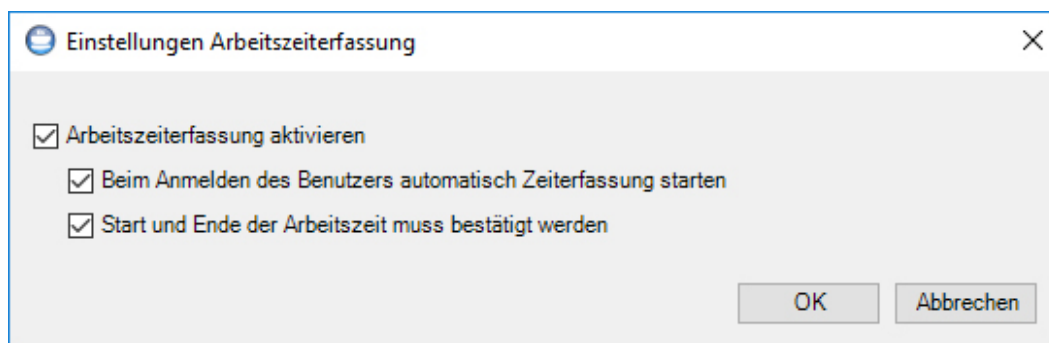 Einstellungen Arbeitszeiterfassung
Arbeitszeiterfassung aktivieren
Beim Anmelden des Benutzers automatisch Zeiterfassung starten
Start und Ende der Arbeitszeit muss bestätigt werden
OK Abbrechen